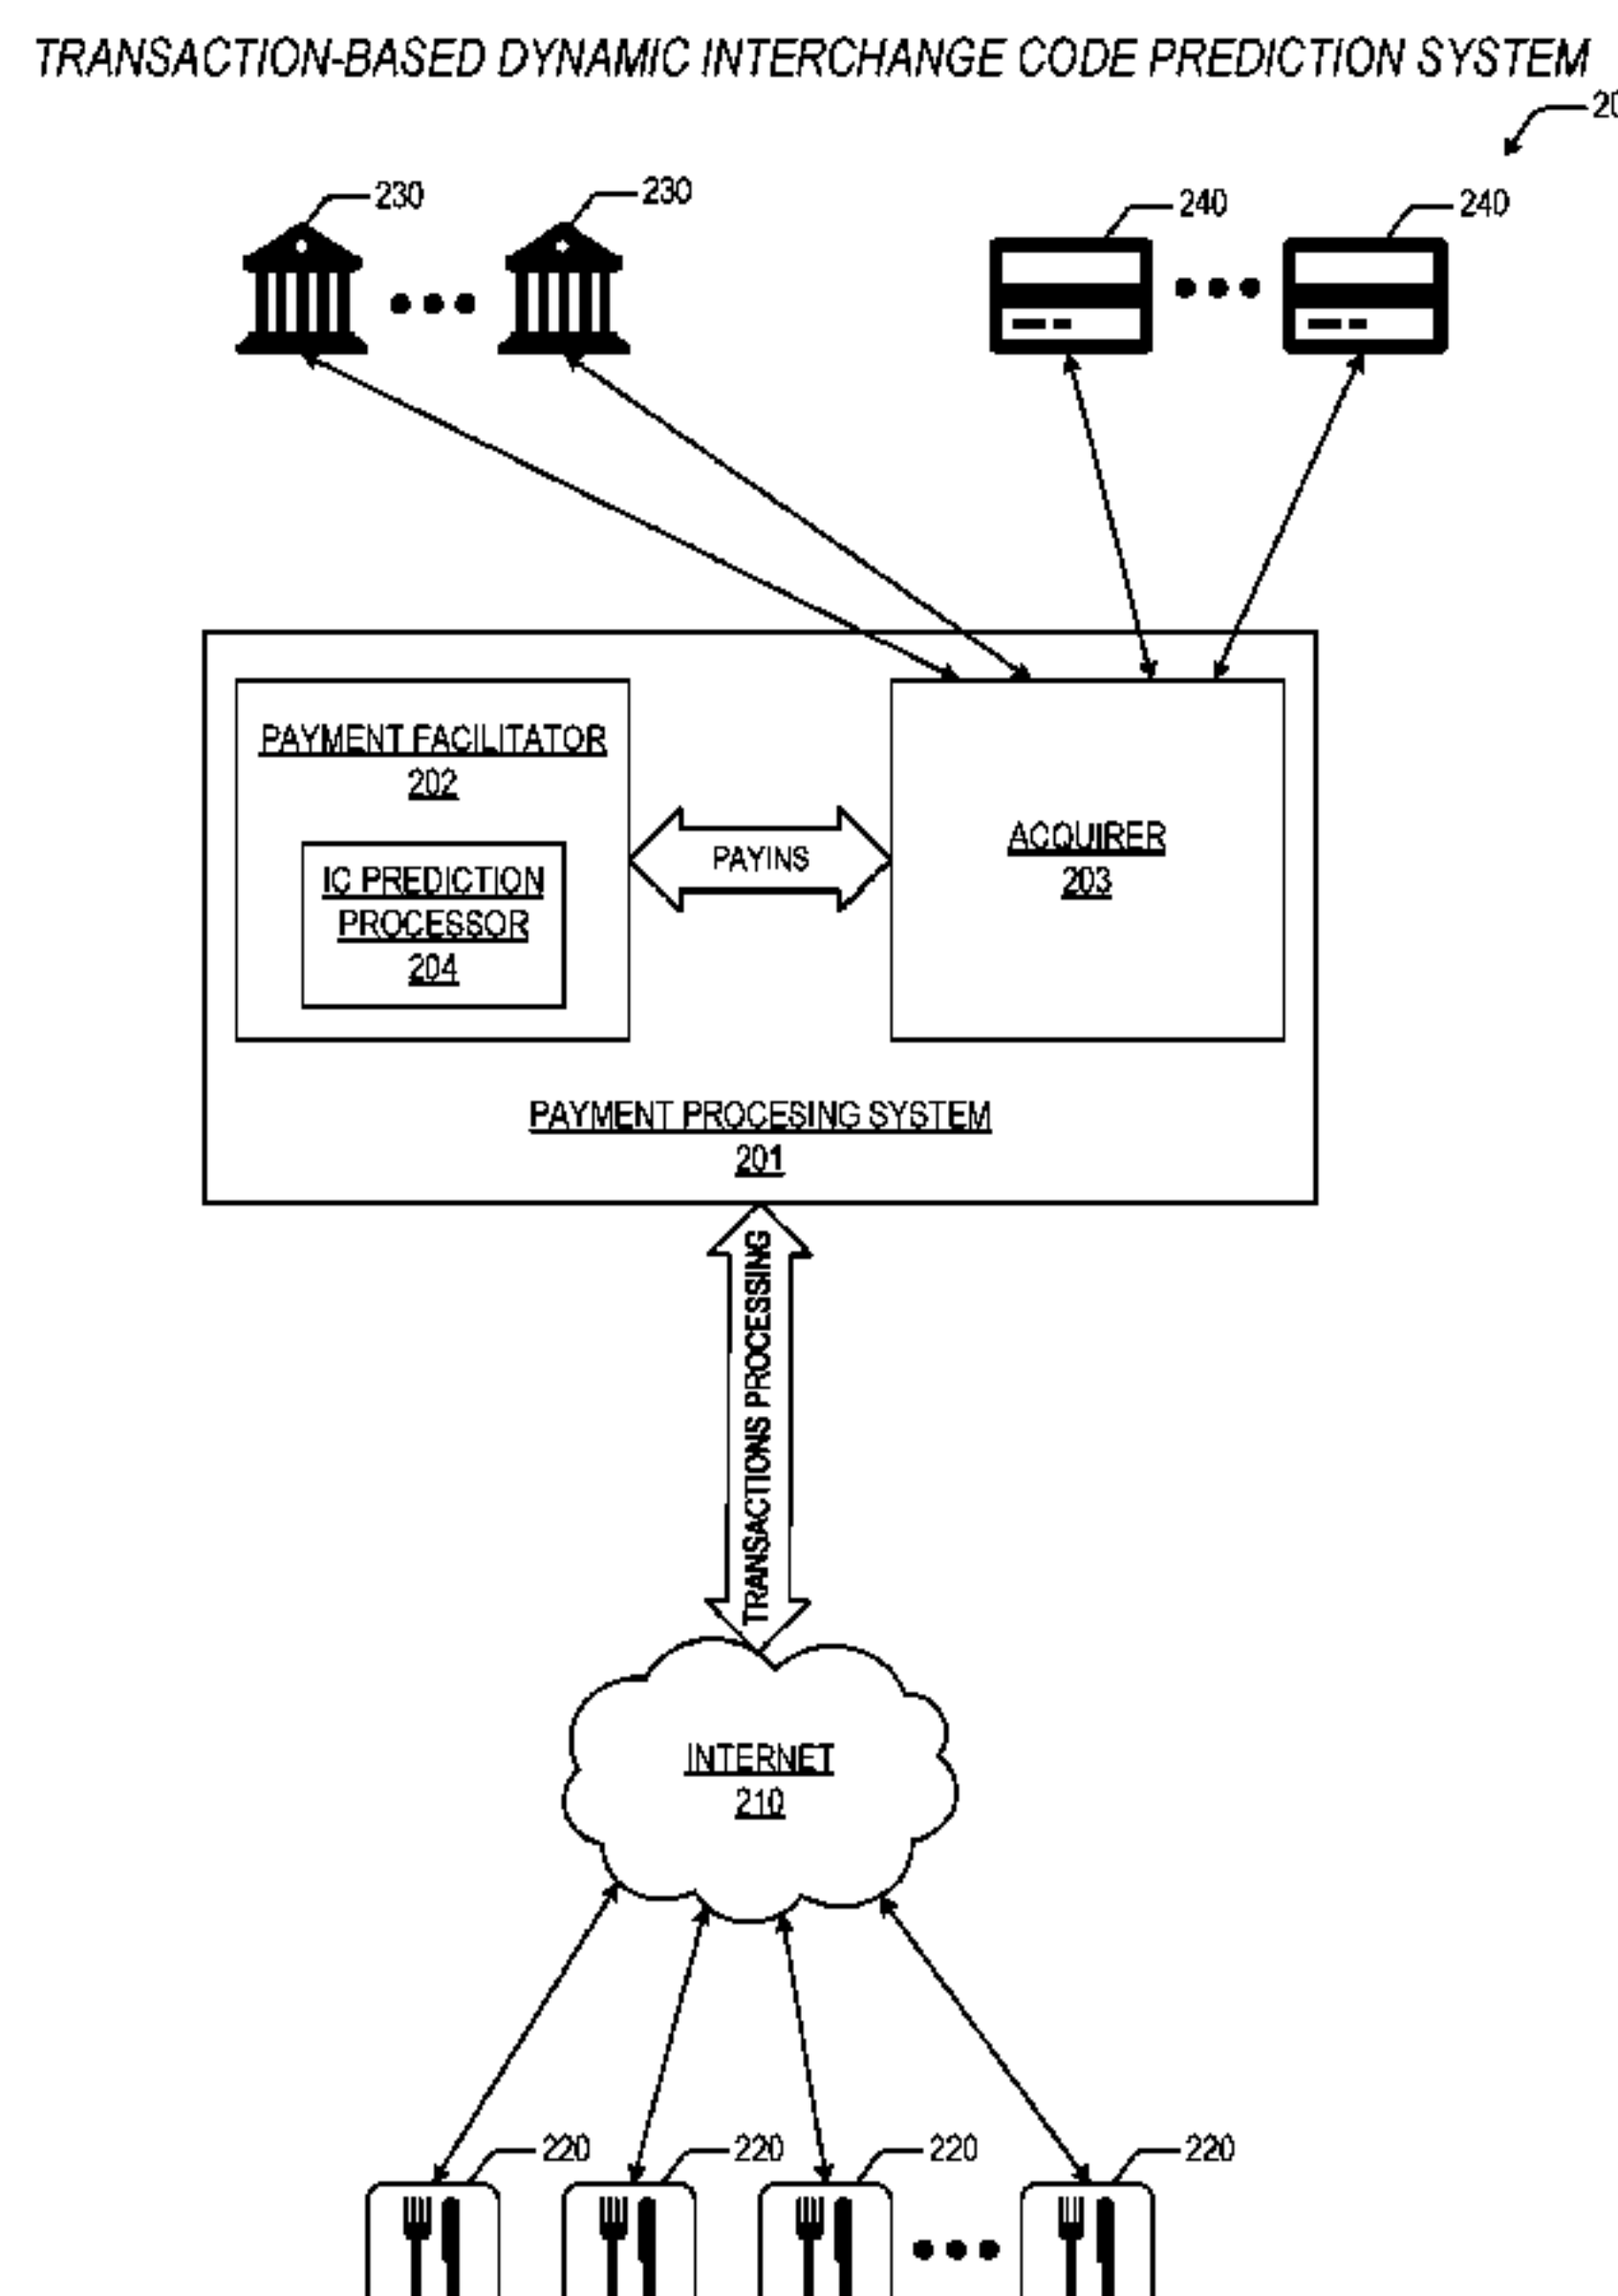 TRANSACTION-BASED DYNAMIC INTERCHANGE CODE PREDICTION SYSTEM
230
230
240
240
PAYMENT FACILITATOR
202
IC PREDICTION
PROCESSOR
204
PAYINS
ACQUIRER
203
PAYMENT PROCESING SYSTEM
201
TRANSACTIONS PROCESSING
INTERNET
210
220
220
220
220